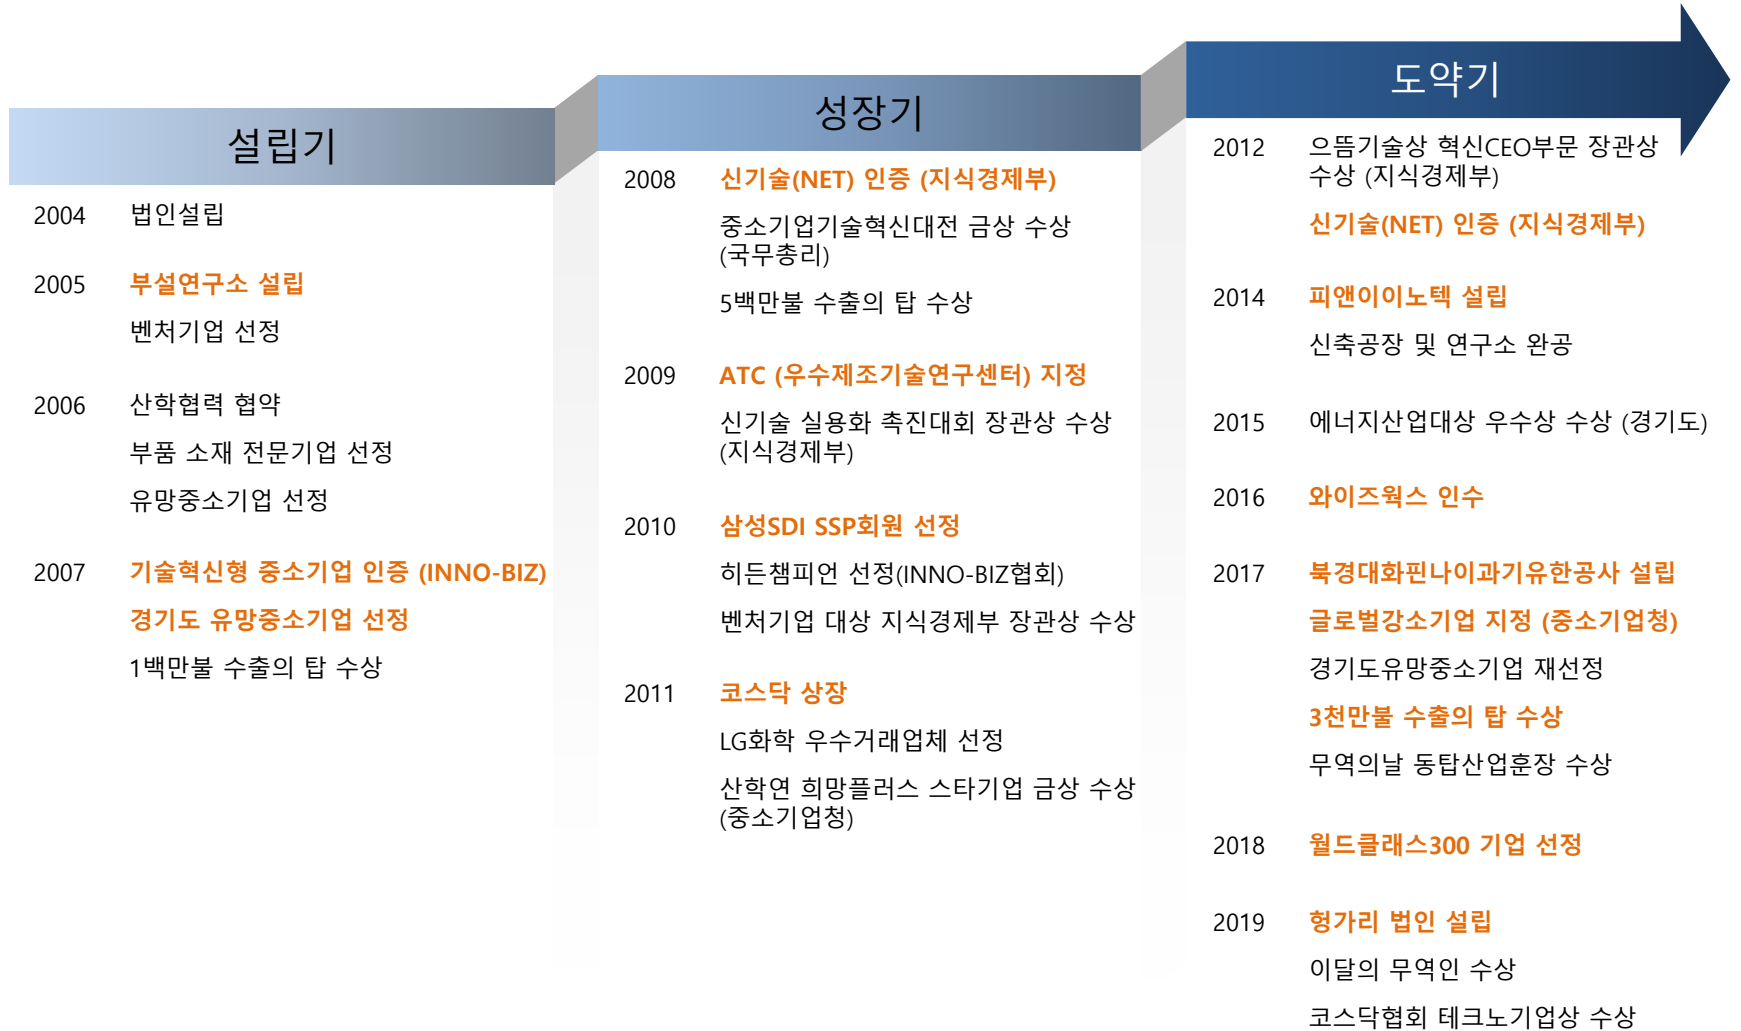 설립기
2004 법인설립
2005 부설연구소 설립
벤처기업 선정
2006 산학협력 협약
부품 소재 전문기업 선정
유망중소기업 선정
2007 기술혁신형 중소기업 인증 (INNO-BIZ)
경기도 유망중소기업 선정
1백만불 수출의 탑 수상
성장기
2008 신기술(NET) 인증 (지식경제부)
중소기업기술혁신대전 금상 수상
(국무총리)
5백만불 수출의 탑 수상
2009 ATC (우수제조기술연구센터) 지정
신기술 실용화 촉진대회 장관상 수상
(지식경제부)
2010 삼성SDI SSP회원 선정
히든챔피언 선정(INNO-BIZ협회)
벤처기업 대상 지식경제부 장관상 수상
2011 코스닥 상장
LG화학 우수거래업체 선정
산학연 희망플러스 스타기업 금상 수상
(중소기업청)
도약기
2012 으뜸기술상 혁신CEO부문 장관상
수상 (지식경제부)
신기술(NET) 인증 (지식경제부)
2014 피앤이이노텍 설립
신축공장 및 연구소 완공
2015 에너지산업대상 우수상 수상 (경기도)
2016 와이즈웍스 인수
2017 북경대화핀나이과기유한공사 설립
글로벌강소기업 지정 (중소기업청)
경기도유망중소기업 재선정
3천만불 수출의 탑 수상
무역의날 동탑산업훈장 수상
2018 월드클래스300 기업 선정
2019 헝가리 법인 설립
이달의 무역인 수상
코스닥협회 테크노기업상 수상